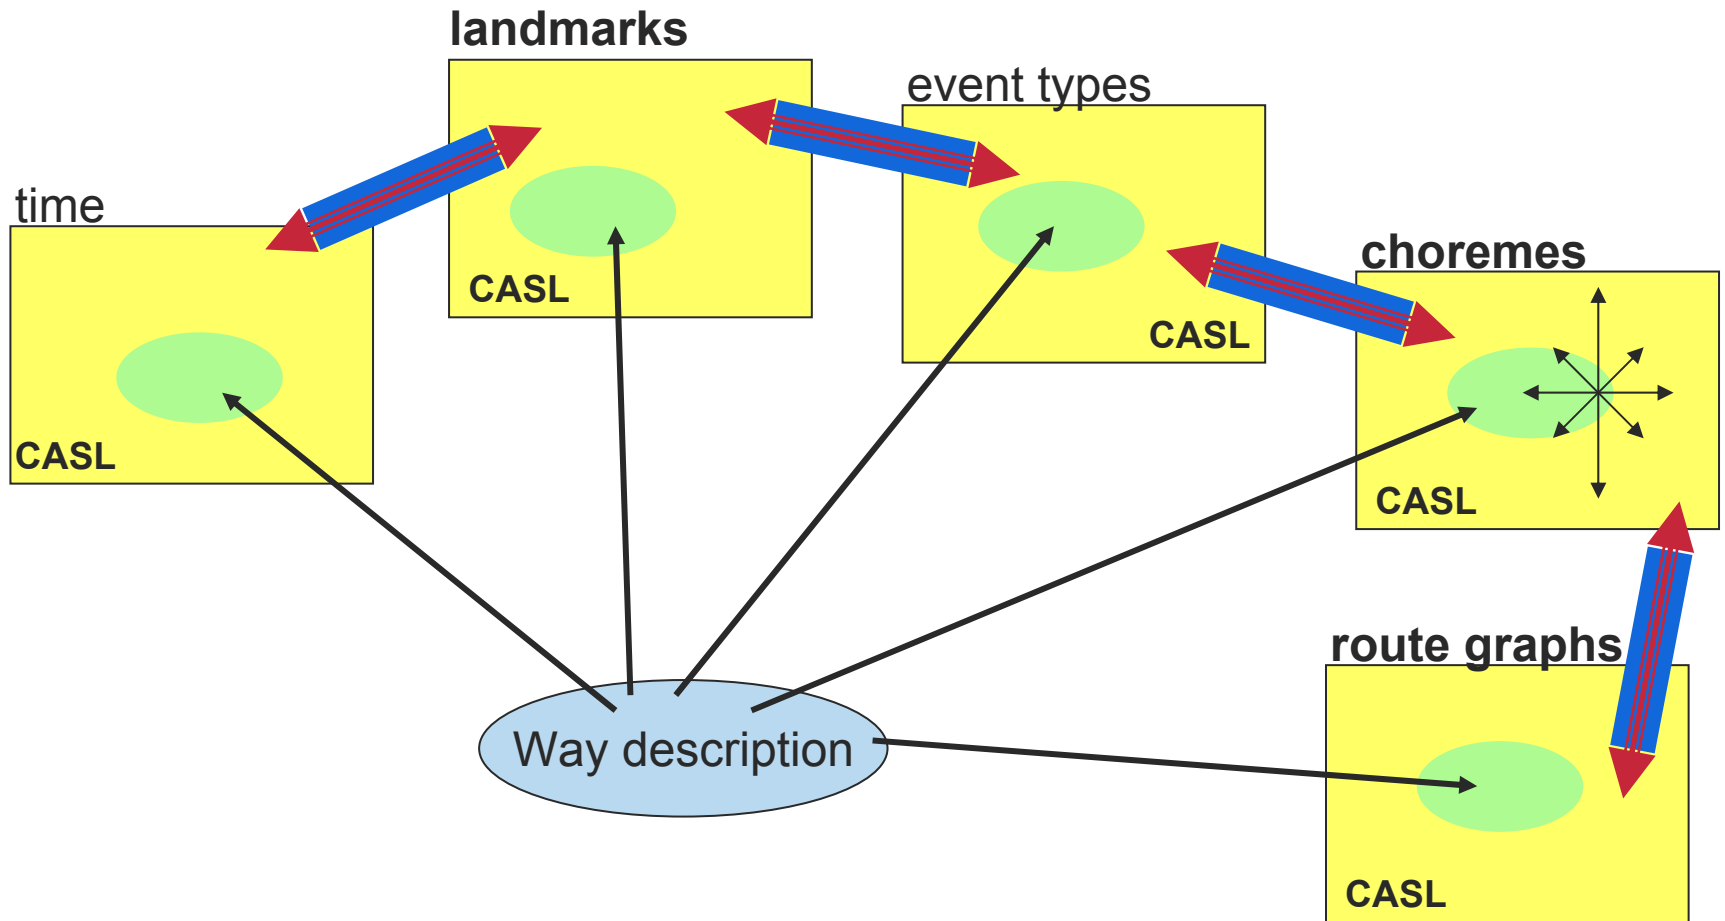 landmarks
event types
time
choremes
CASL
CASL
CASL
CASL
route graphs
Way description
CASL